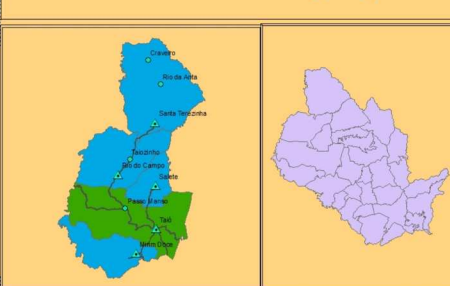 Craveiro
Rio da Anta
Santa Terezinha
Taiozinho
Rio do Campo
Salete
Passo Manso
Taió
Mirim Doce